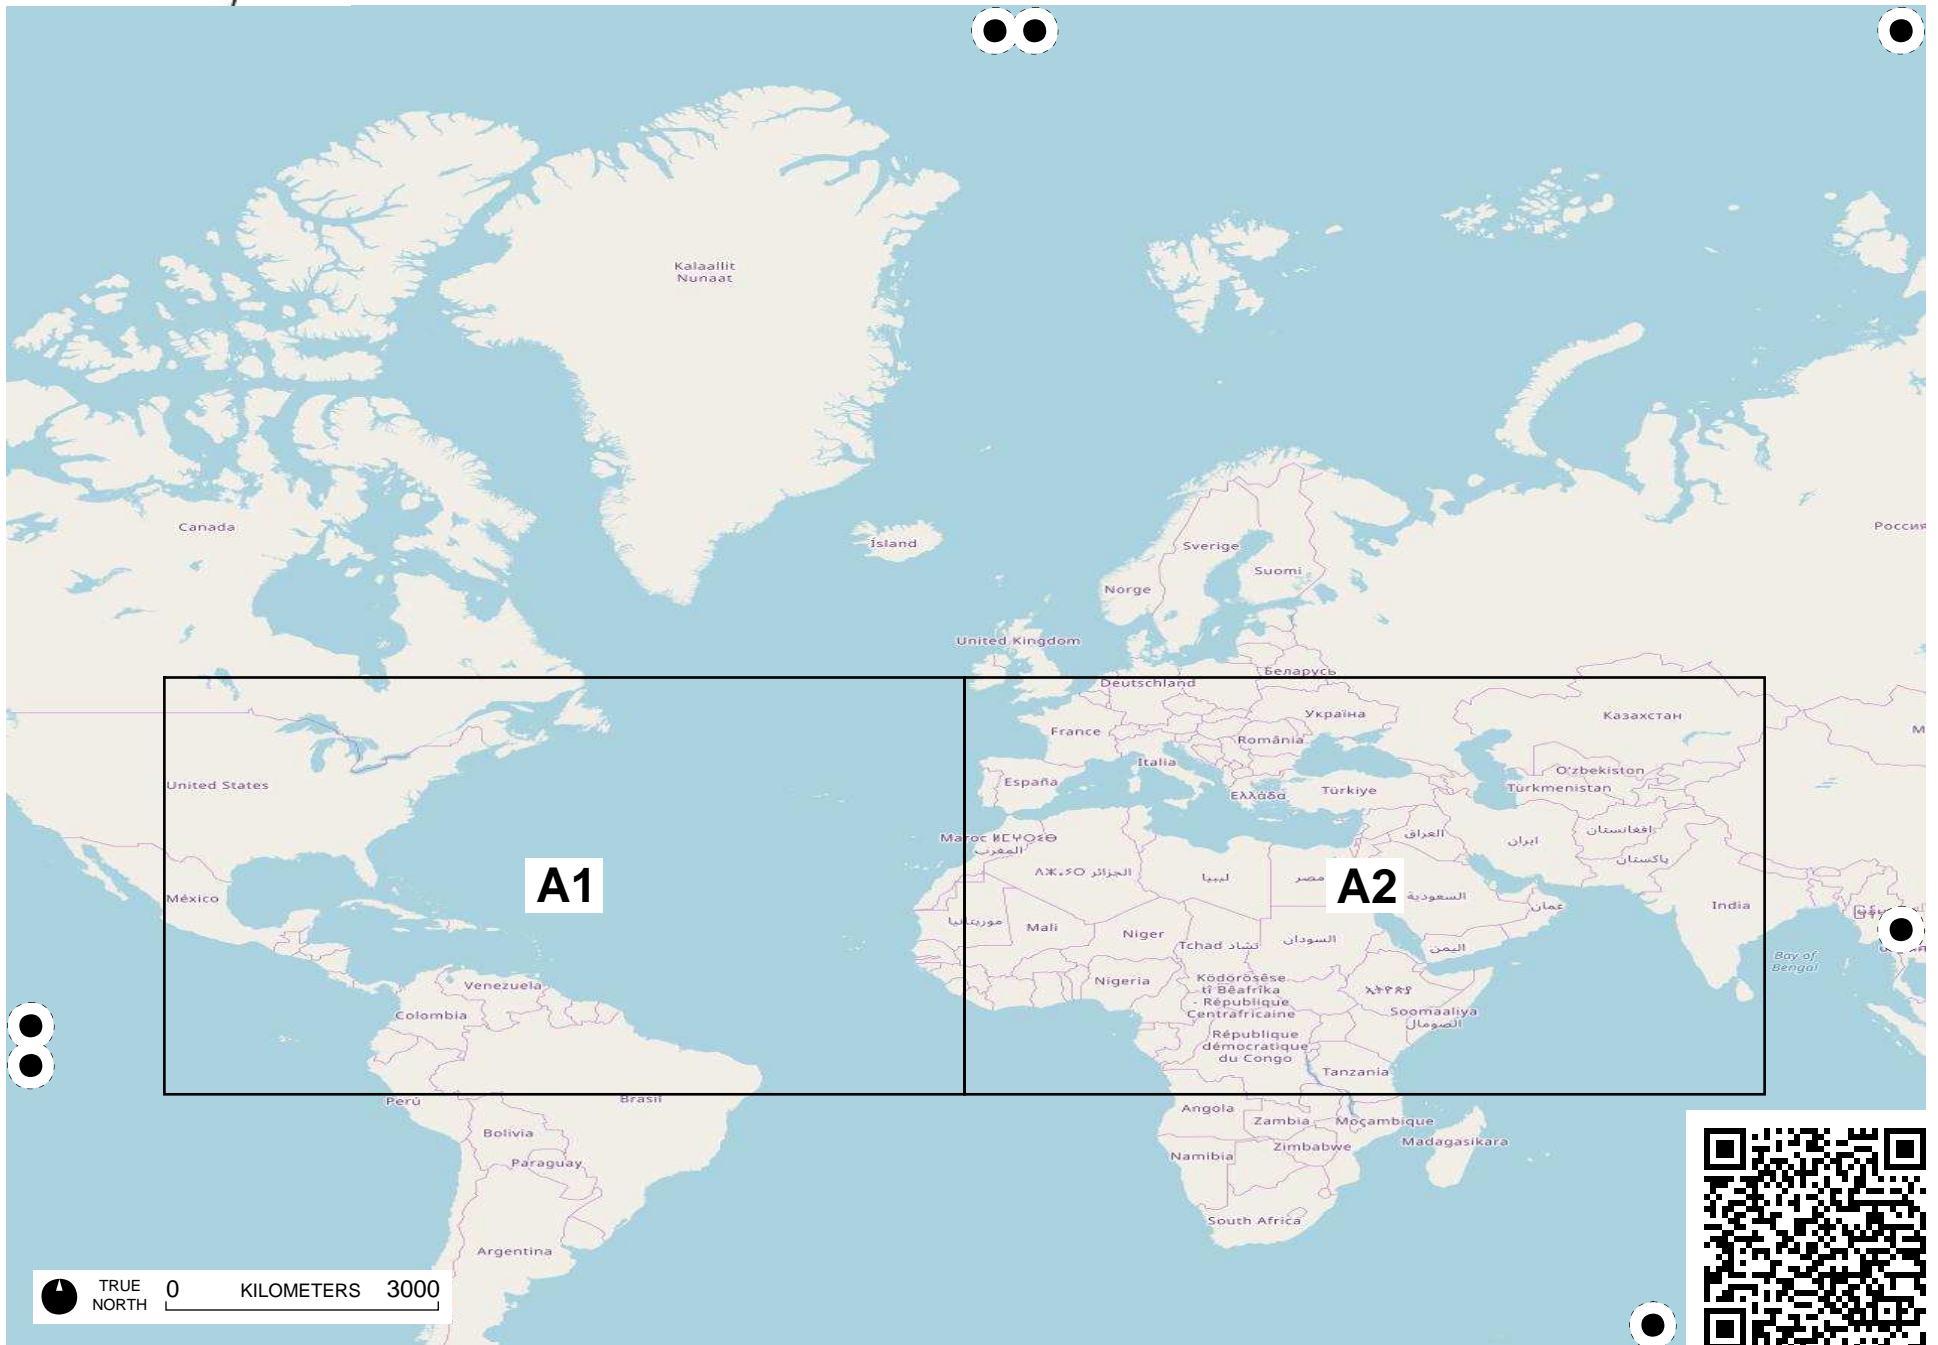 Kalaallit
Nunaat
Canada
Россия
Ísland
Sverige
Suomi
Norge
United Kingdom
Беларусь
Deutschland
Україна
Казахстан
France
România
Italia
O'zbekiston
United States
España
Ελλάδα
Türkiye
Türkmenistan
Maroc ⵍⵎⵖⵔⵉⴱ
المغرب
العراق
ایران
افغانستان
پاکستان
الجزائر
ليبيا
مصر
A1
A2
السعودية
México
عمان
India
موريتانيا
Mali
Niger
Tchad تشاد
السودان
اليمن
Bay of
Bengal
Venezuela
Nigeria
Ködörösêse
tî Bêafrîka
- République
Centrafricaine
ኢትዮጵያ
Colombia
Soomaaliya
الصومال
République
démocratique
du Congo
Tanzania
Perú
Brasil
Angola
Zambia
Moçambique
Bolivia
Zimbabwe
Madagasikara
Paraguay
Namibia
South Africa
Argentina
TRUE
NORTH
0 KILOMETERS 3000